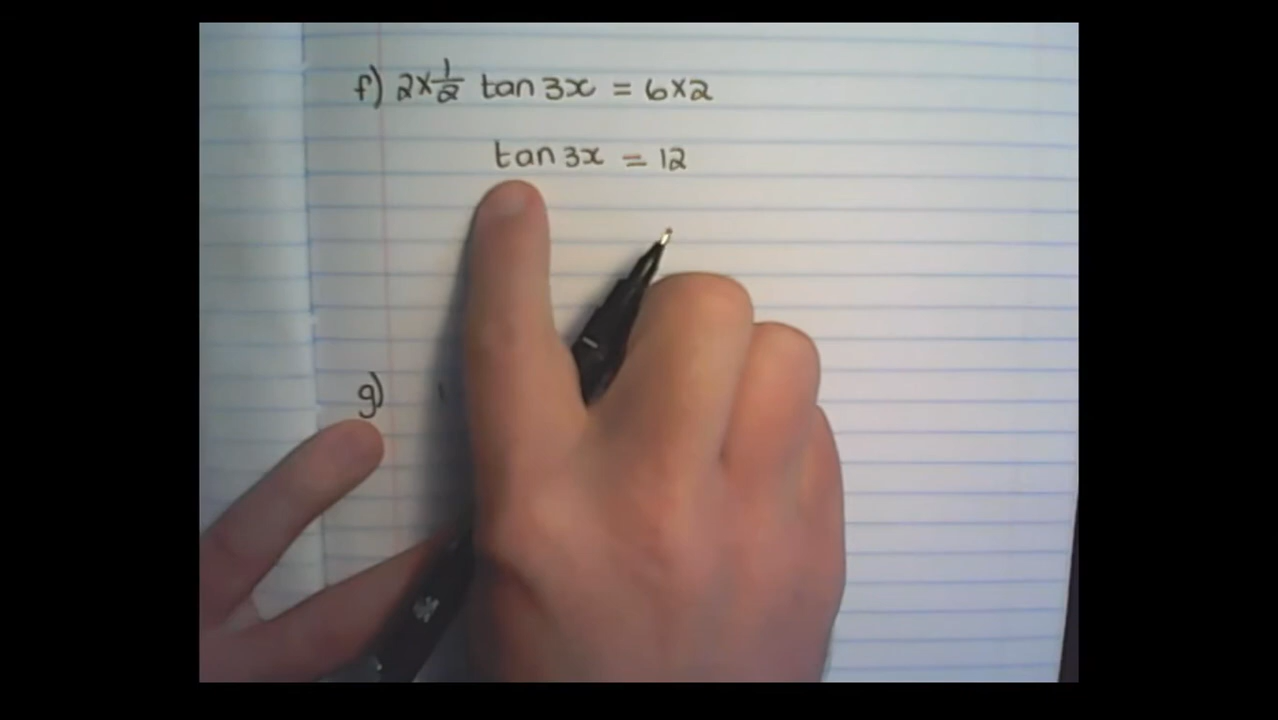 f) 2×1/2 tan 3x = 6×2
tan 3x = 12
g)